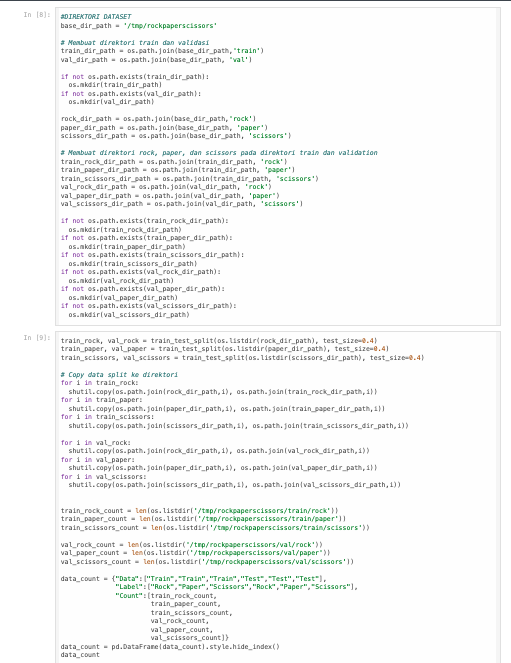 In [8]:
#DIREKTORI DATASET
base_dir_path = '/tmp/rockpaperscissors'

# Membuat direktori train dan validasi
train_dir_path = os.path.join(base_dir_path,'train')
val_dir_path = os.path.join(base_dir_path, 'val')

if not os.path.exists(train_dir_path):
  os.mkdir(train_dir_path)
if not os.path.exists(val_dir_path):
  os.mkdir(val_dir_path)

rock_dir_path = os.path.join(base_dir_path,'rock')
paper_dir_path = os.path.join(base_dir_path, 'paper')
scissors_dir_path = os.path.join(base_dir_path, 'scissors')

# Membuat direktori rock, paper, dan scissors pada direktori train dan validation
train_rock_dir_path = os.path.join(train_dir_path, 'rock')
train_paper_dir_path = os.path.join(train_dir_path, 'paper')
train_scissors_dir_path = os.path.join(train_dir_path, 'scissors')
val_rock_dir_path = os.path.join(val_dir_path, 'rock')
val_paper_dir_path = os.path.join(val_dir_path, 'paper')
val_scissors_dir_path = os.path.join(val_dir_path, 'scissors')

if not os.path.exists(train_rock_dir_path):
  os.mkdir(train_rock_dir_path)
if not os.path.exists(train_paper_dir_path):
  os.mkdir(train_paper_dir_path)
if not os.path.exists(train_scissors_dir_path):
  os.mkdir(train_scissors_dir_path)
if not os.path.exists(val_rock_dir_path):
  os.mkdir(val_rock_dir_path)
if not os.path.exists(val_paper_dir_path):
  os.mkdir(val_paper_dir_path)
if not os.path.exists(val_scissors_dir_path):
  os.mkdir(val_scissors_dir_path)

In [9]:
train_rock, val_rock = train_test_split(os.listdir(rock_dir_path), test_size=0.4)
train_paper, val_paper = train_test_split(os.listdir(paper_dir_path), test_size=0.4)
train_scissors, val_scissors = train_test_split(os.listdir(scissors_dir_path), test_size=0.4)

# Copy data split ke direktori
for i in train_rock:
  shutil.copy(os.path.join(rock_dir_path,i), os.path.join(train_rock_dir_path,i))
for i in train_paper:
  shutil.copy(os.path.join(paper_dir_path,i), os.path.join(train_paper_dir_path,i))
for i in train_scissors:
  shutil.copy(os.path.join(scissors_dir_path,i), os.path.join(train_scissors_dir_path,i))

for i in val_rock:
  shutil.copy(os.path.join(rock_dir_path,i), os.path.join(val_rock_dir_path,i))
for i in val_paper:
  shutil.copy(os.path.join(paper_dir_path,i), os.path.join(val_paper_dir_path,i))
for i in val_scissors:
  shutil.copy(os.path.join(scissors_dir_path,i), os.path.join(val_scissors_dir_path,i))

train_rock_count = len(os.listdir('/tmp/rockpaperscissors/train/rock'))
train_paper_count = len(os.listdir('/tmp/rockpaperscissors/train/paper'))
train_scissors_count = len(os.listdir('/tmp/rockpaperscissors/train/scissors'))

val_rock_count = len(os.listdir('/tmp/rockpaperscissors/val/rock'))
val_paper_count = len(os.listdir('/tmp/rockpaperscissors/val/paper'))
val_scissors_count = len(os.listdir('/tmp/rockpaperscissors/val/scissors'))

data_count = {"Data":["Train","Train","Train","Test","Test","Test"],
              "Label":["Rock","Paper","Scissors","Rock","Paper","Scissors"],
              "Count":[train_rock_count,
                       train_paper_count,
                       train_scissors_count,
                       val_rock_count,
                       val_paper_count,
                       val_scissors_count]}
data_count = pd.DataFrame(data_count).style.hide_index()
data_count